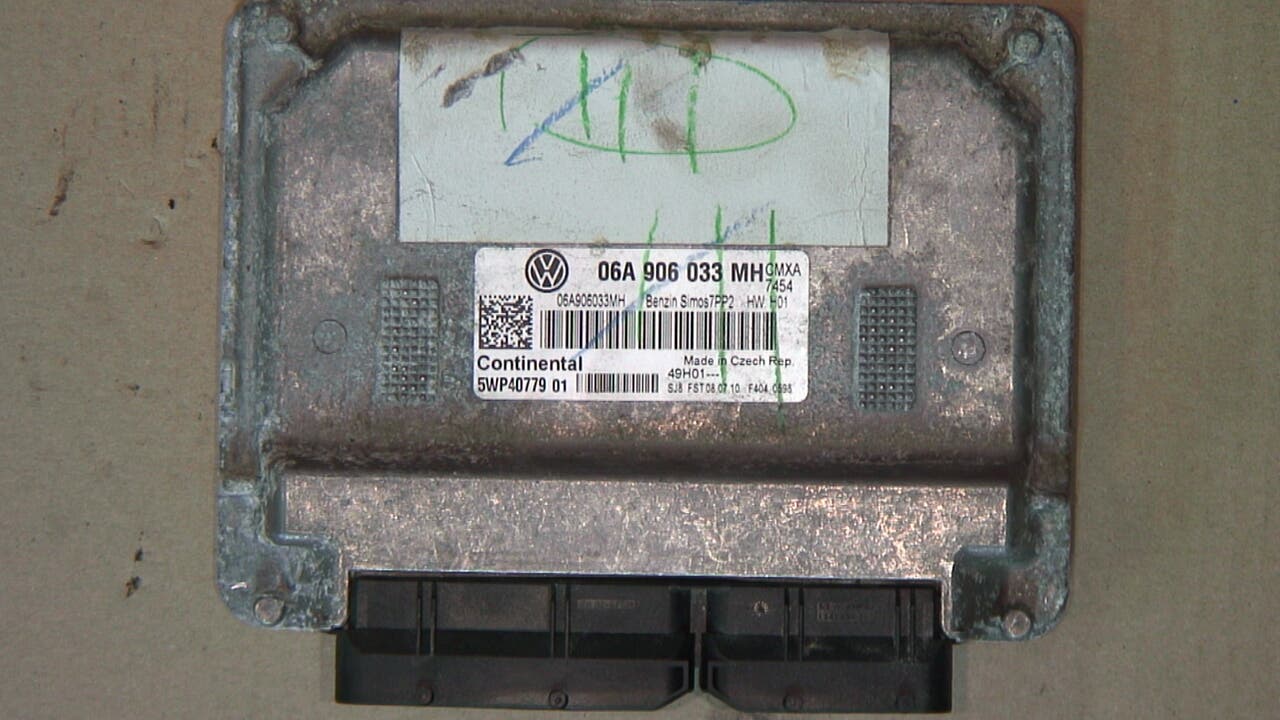 06A 906 033 MH CMXA
7454
06A906033MH Benzin Simos7PP2 HW H01
Continental Made in Czech Rep.
49H01---
5WP40779 01 SJ8 FST 08.07.10 F404 0598